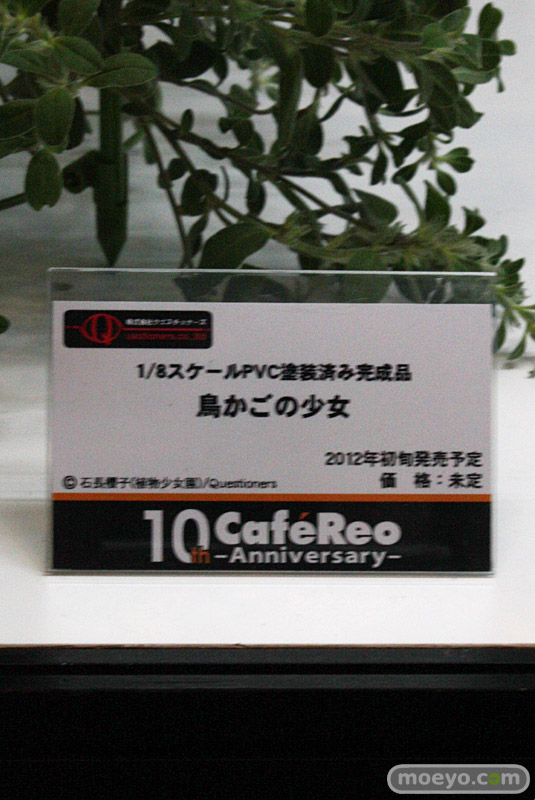 株式会社クエスチョナーズ
Q
uestioners.co.,ltd
1/8スケールPVC塗装済み完成品
鳥かごの少女
2012年初旬発売予定
©石長櫻子(植物少女園)/Questioners
価 格:未定
10th CaféReo
-Anniversary-
moeyo.com